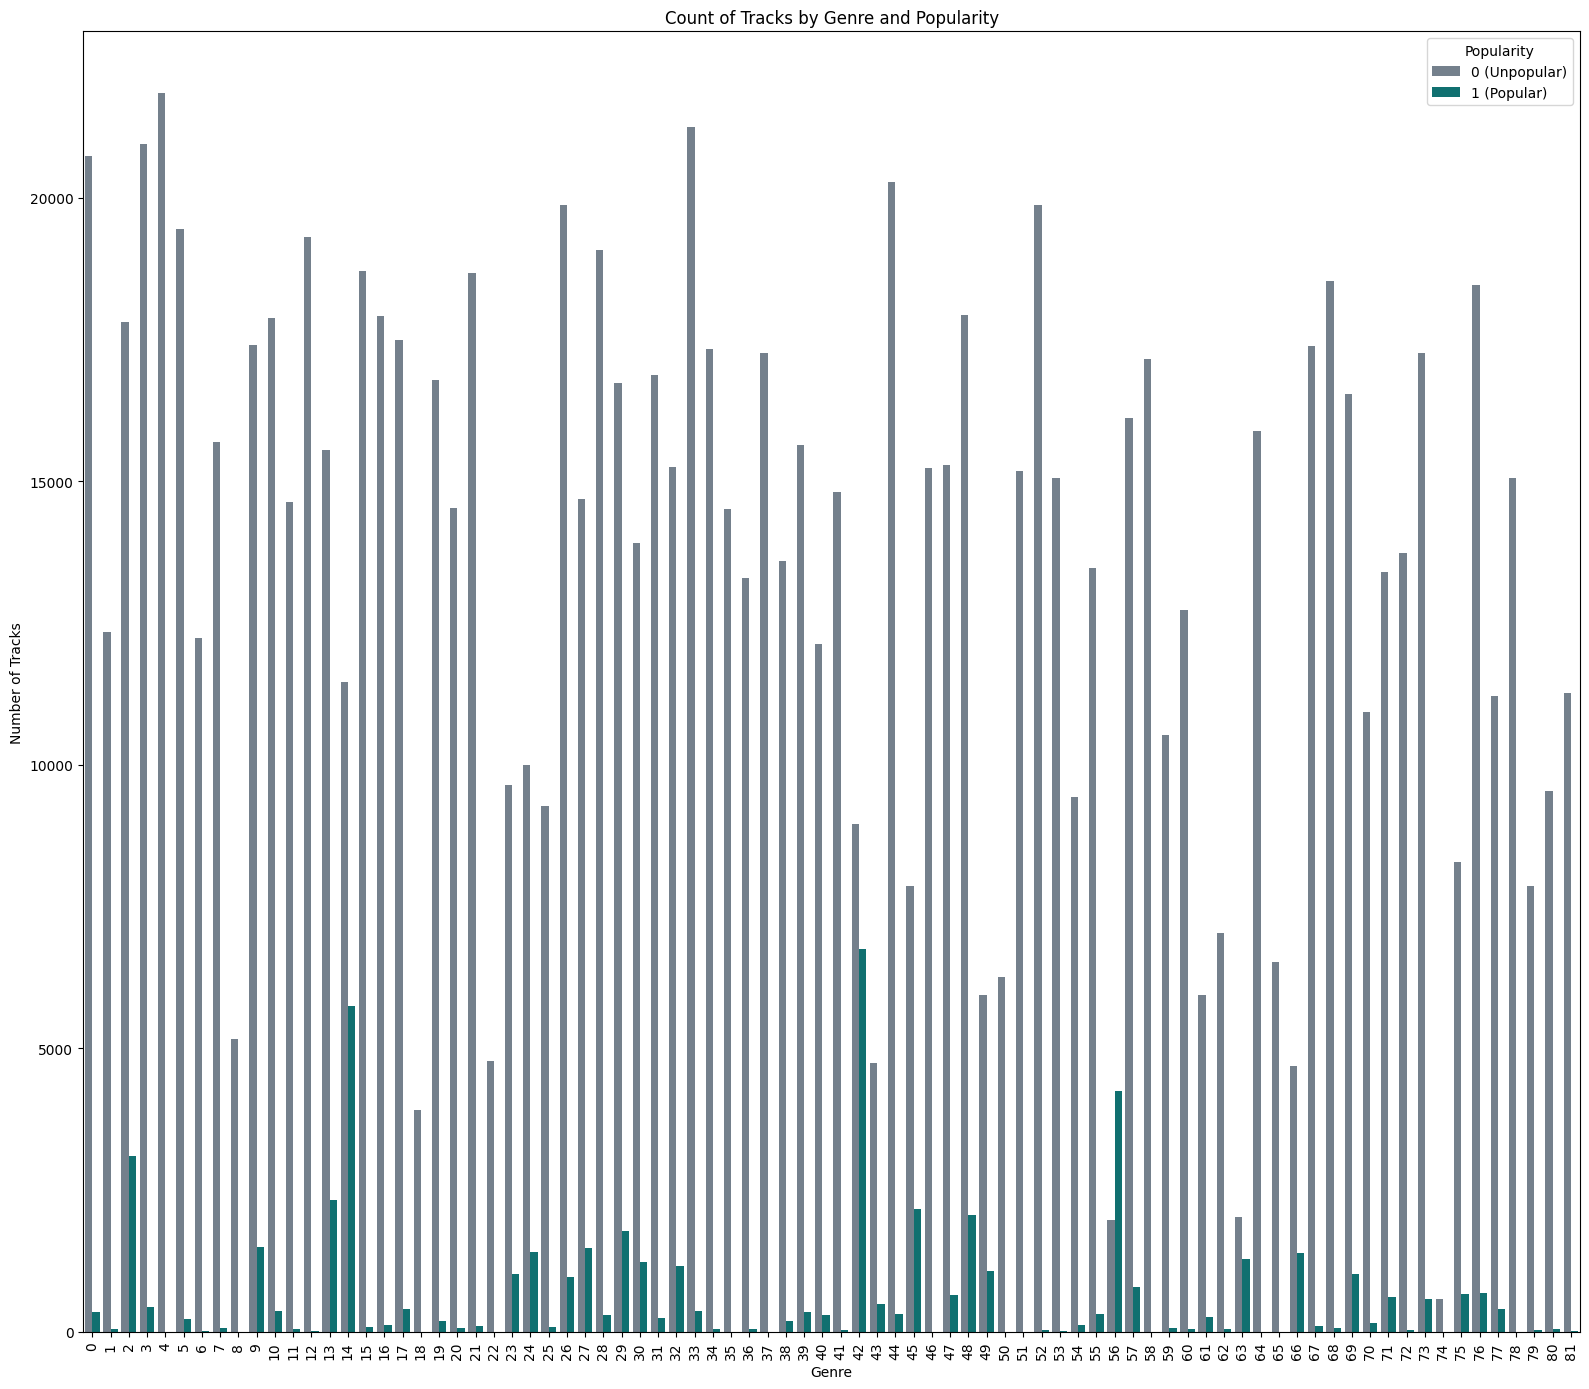 Count of Tracks by Genre and Popularity
Popularity
0 (Unpopular)
1 (Popular)
Number of Tracks
20000
15000
10000
5000
0
0 1 2 3 4 5 6 7 8 9 10 11 12 13 14 15 16 17 18 19 20 21 22 23 24 25 26 27 28 29 30 31 32 33 34 35 36 37 38 39 40 41 42 43 44 45 46 47 48 49 50 51 52 53 54 55 56 57 58 59 60 61 62 63 64 65 66 67 68 69 70 71 72 73 74 75 76 77 78 79 80 81
Genre